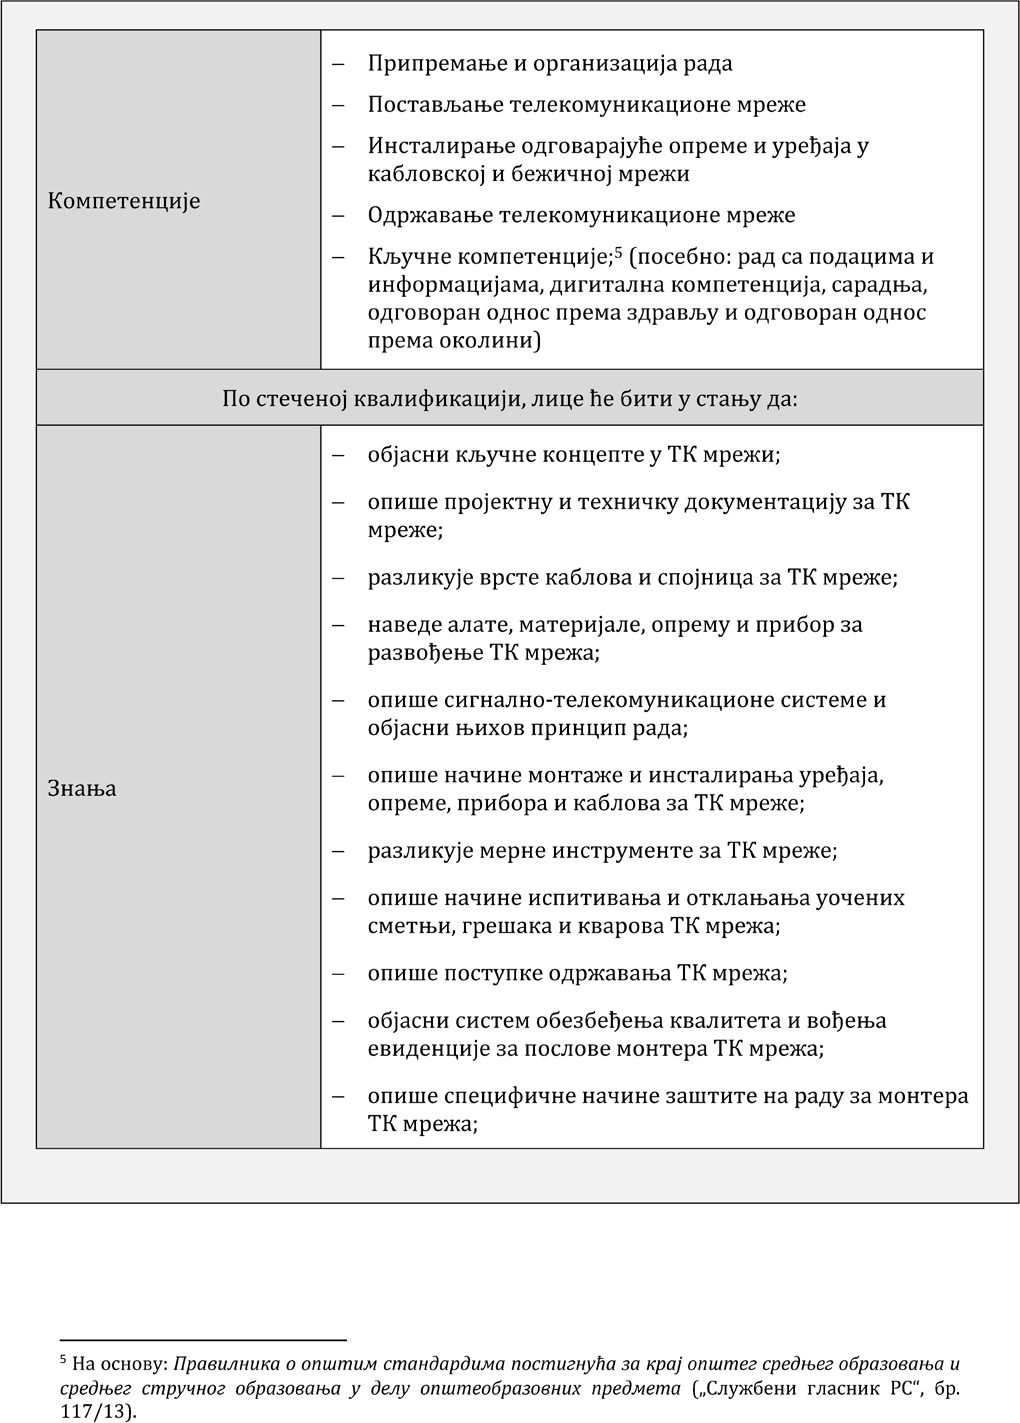 Компетенције
– Припремање и организација рада
– Постављање телекомуникационе мреже
– Инсталирање одговарајуће опреме и уређаја у
кабловској и бежичној мрежи
– Одржавање телекомуникационе мреже
– Кључне компетенције;⁵ (посебно: рад са подацима и
информацијама, дигитална компетенција, сарадња,
одговоран однос према здрављу и одговоран однос
према околини)
По стеченој квалификацији, лице ће бити у стању да:
Знања
– објасни кључне концепте у ТК мрежи;
– опише пројектну и техничку документацију за ТК
мреже;
– разликује врсте каблова и спојница за ТК мреже;
– наведе алате, материјале, опрему и прибор за
развођење ТК мрежа;
– опише сигнално-телекомуникационе системе и
објасни њихов принцип рада;
– опише начине монтаже и инсталирања уређаја,
опреме, прибора и каблова за ТК мреже;
– разликује мерне инструменте за ТК мреже;
– опише начине испитивања и отклањања уочених
сметњи, грешака и кварова ТК мрежа;
– опише поступке одржавања ТК мрежа;
– објасни систем обезбеђења квалитета и вођења
евиденције за послове монтера ТК мрежа;
– опише специфичне начине заштите на раду за монтера
ТК мрежа;
⁵ На основу: Правилника о општим стандардима постигнућа за крај општег средњег образовања и
средњег стручног образовања у делу општеобразовних предмета („Службени гласник РС“, бр.
117/13).